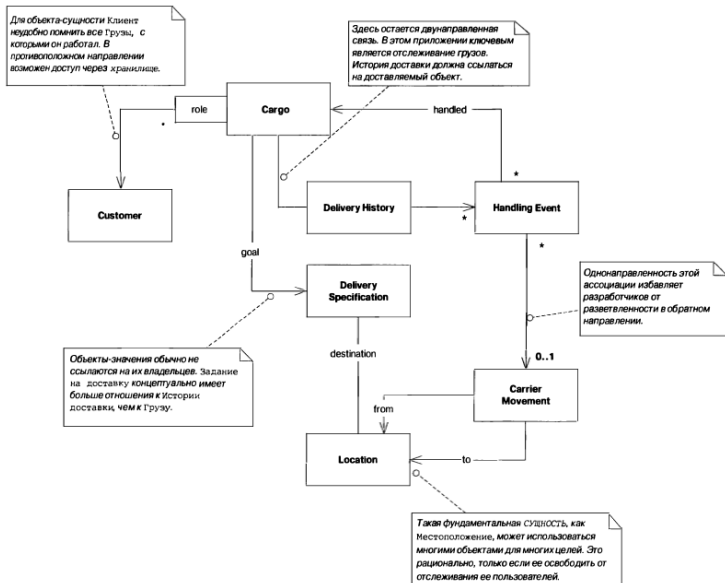 Для объекта-сущности Клиент
неудобно помнить все Грузы, с
которыми он работал. В
противоположном направлении
возможен доступ через хранилище.
Здесь остается двунаправленная
связь. В этом приложении ключевым
является отслеживание грузов.
История доставки должна ссылаться
на доставляемый объект.
role
Cargo
handled
*
Customer
Delivery History
*
*
Handling Event
*
goal
Delivery
Specification
Однонаправленность этой
ассоциации избавляет
разработчиков от
разветвленности в обратном
направлении.
destination
0..1
Объекты-значения обычно не
ссылаются на их владельцев. Задание
на доставку концептуально имеет
больше отношения к Истории
доставки, чем к Грузу.
Carrier
Movement
from
Location
to
Такая фундаментальная СУЩНОСТЬ, как
Местоположение, может использоваться
многими объектами для многих целей. Это
рационально, только если ее освободить от
отслеживания ее пользователей.